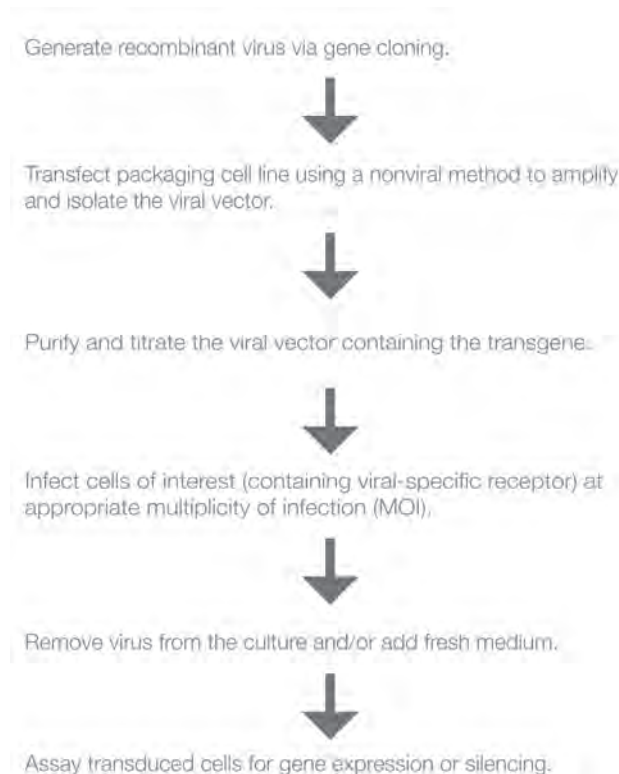 Generate recombinant virus via gene cloning.
Transfect packaging cell line using a nonviral method to amplify
and isolate the viral vector.
Purify and titrate the viral vector containing the transgene.
Infect cells of interest (containing viral-specific receptor) at
appropriate multiplicity of infection (MOI).
Remove virus from the culture and/or add fresh medium.
Assay transduced cells for gene expression or silencing.